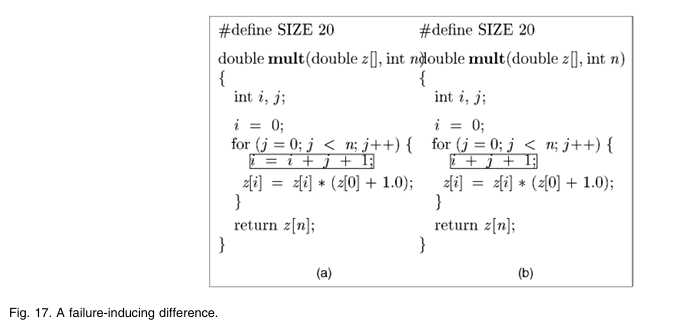 #define SIZE 20
double mult(double z[], int n)
{
int i, j;
i = 0;
for (j = 0; j < n; j++) {
i = i + j + 1;
z[i] = z[i] * (z[0] + 1.0);
}
return z[n];
}
(a)
#define SIZE 20
double mult(double z[], int n)
{
int i, j;
i = 0;
for (j = 0; j < n; j++) {
i + j + 1;
z[i] = z[i] * (z[0] + 1.0);
}
return z[n];
}
(b)
Fig. 17. A failure-inducing difference.